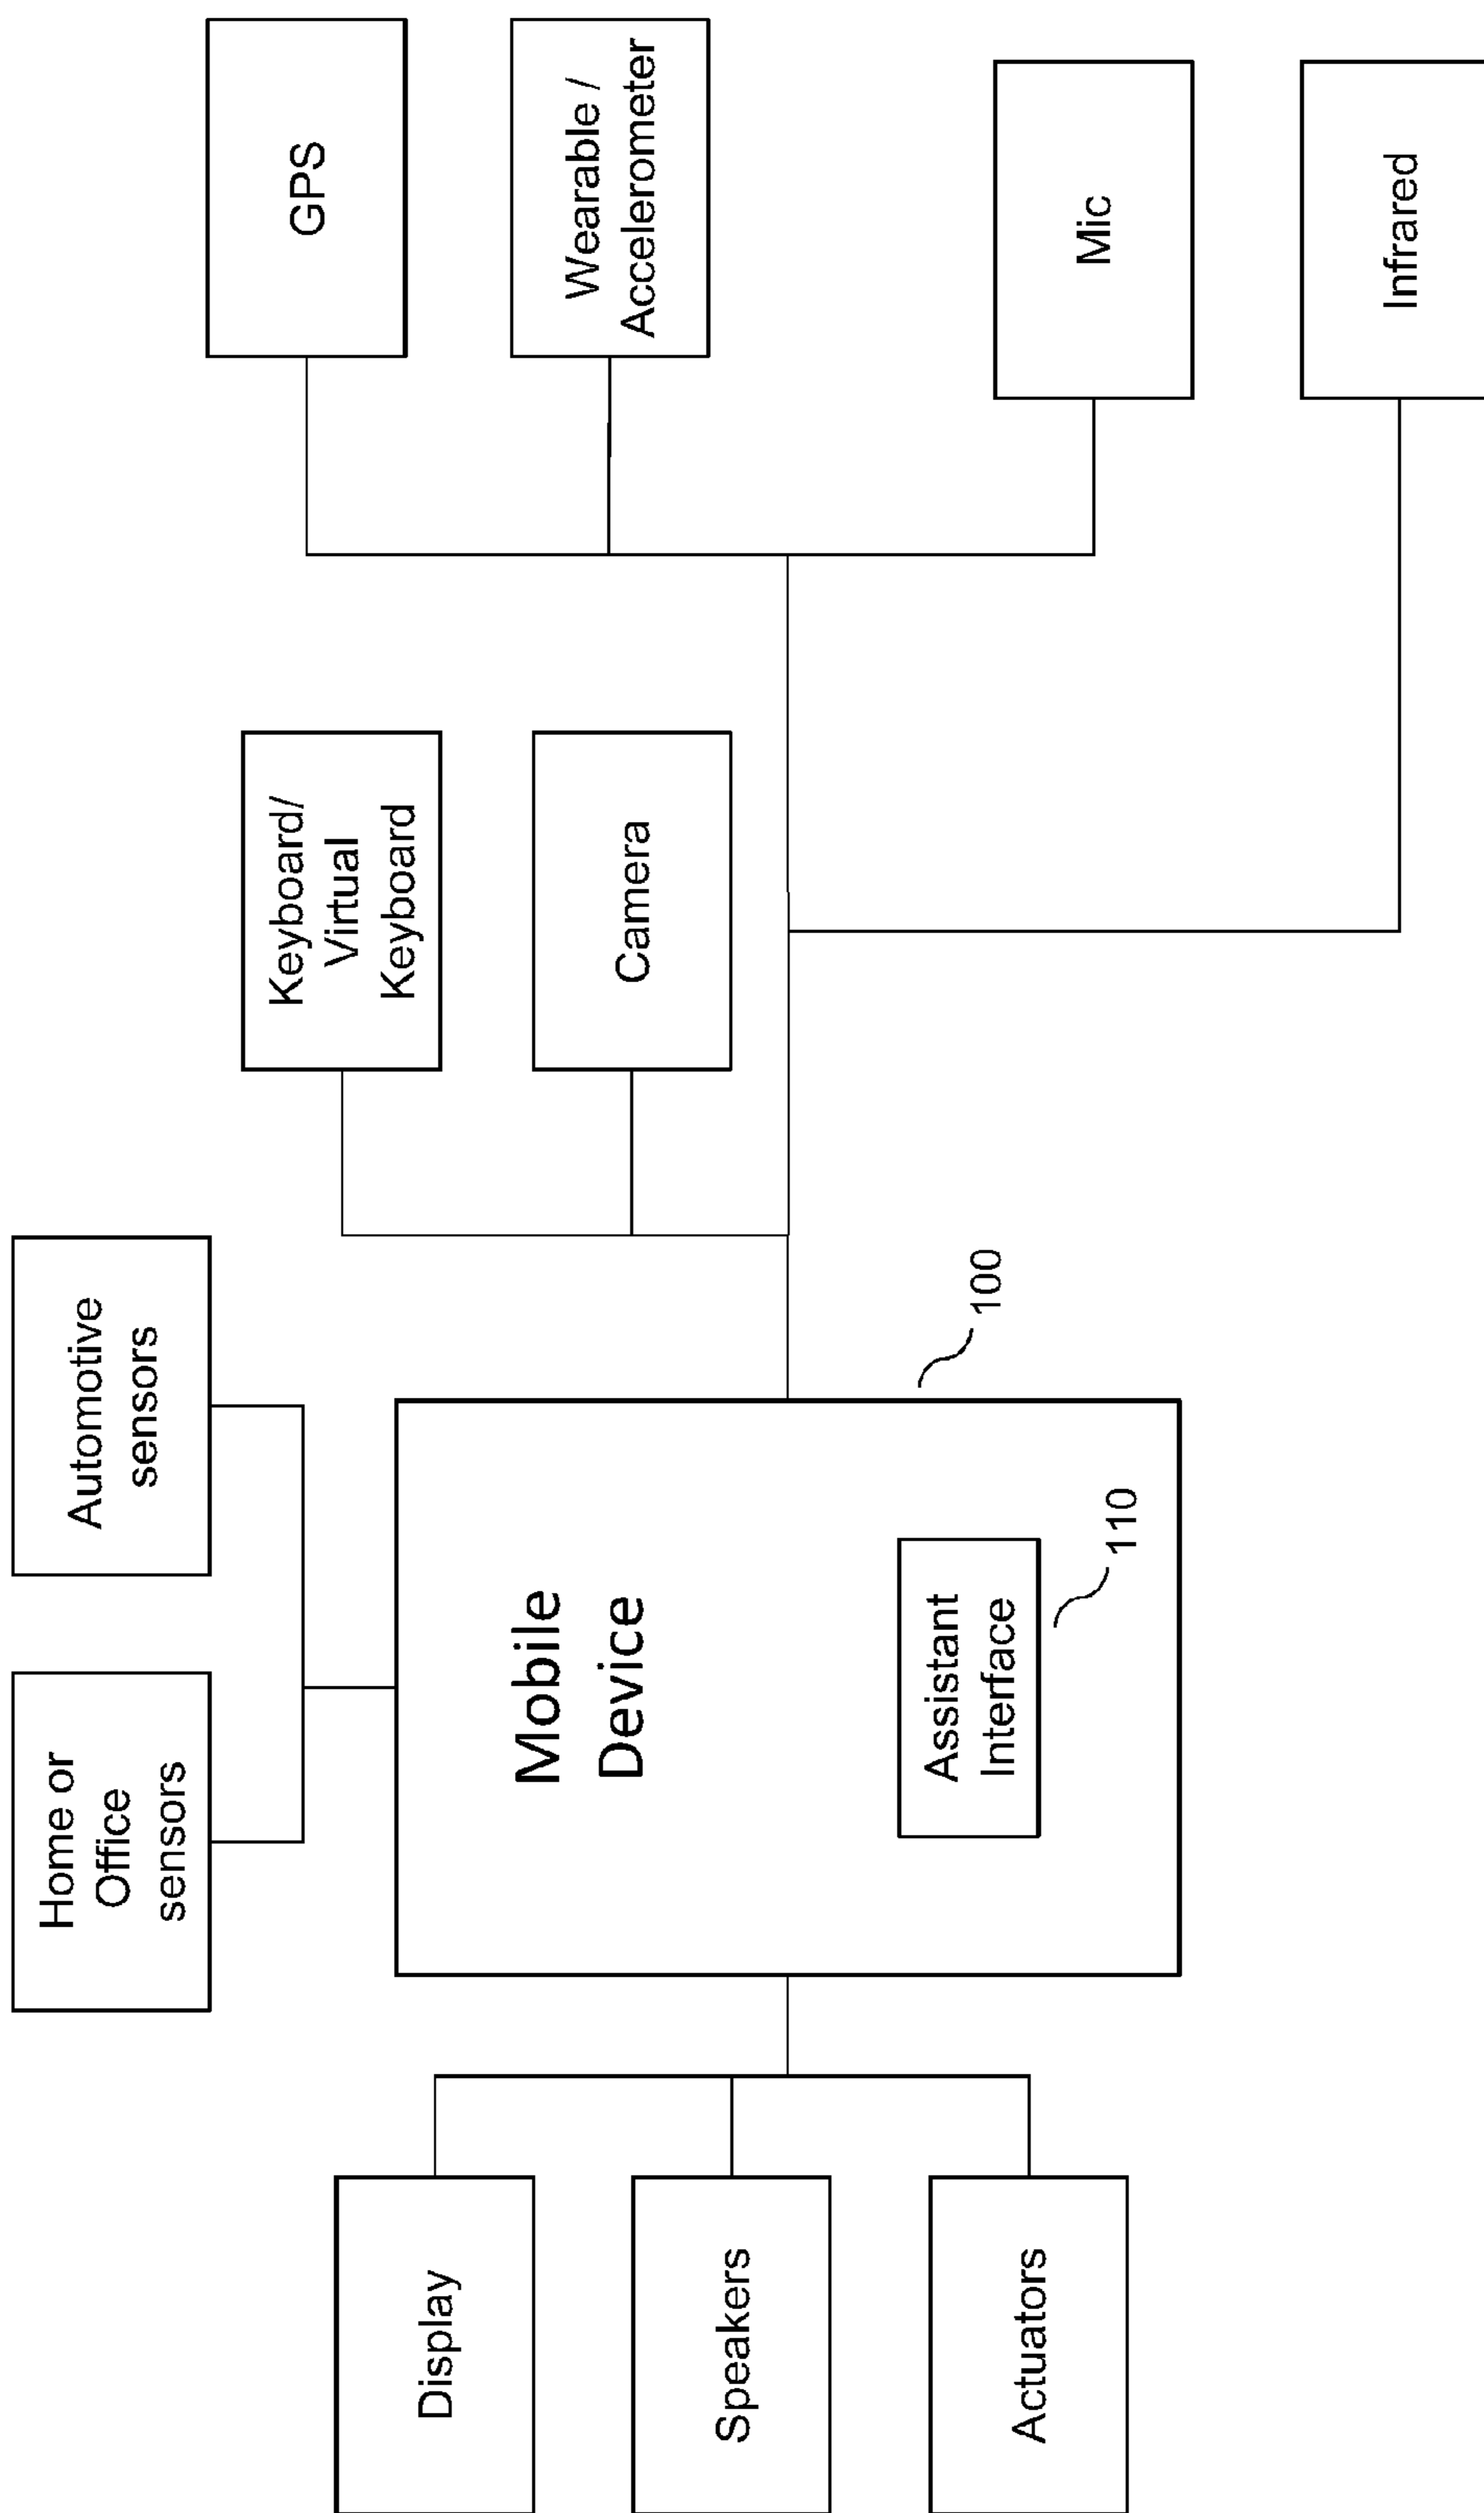 Home or
Office
sensors
Automotive
sensors
Display
Speakers
Actuators
Mobile
Device
Assistant
Interface
110
100
Keyboard/
Virtual
Keyboard
Camera
GPS
Wearable /
Accelerometer
Mic
Infrared